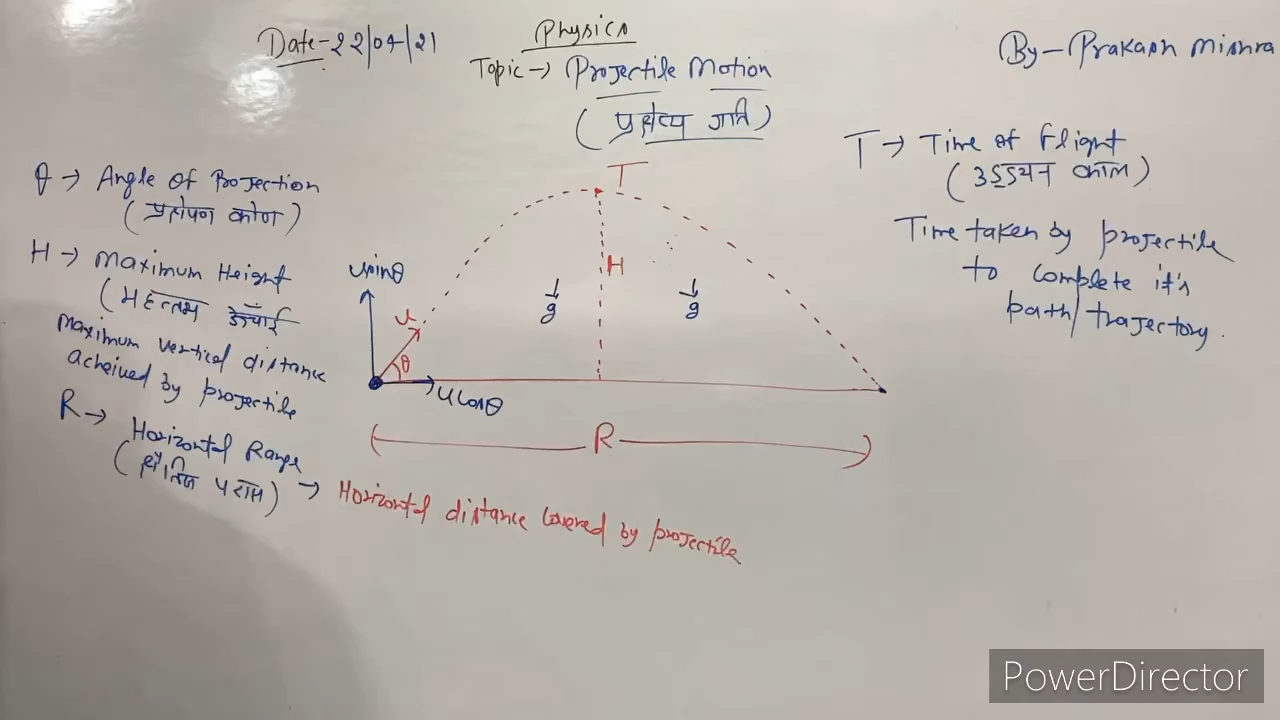 Date-22/04/21
Physics
Topic → Projectile Motion
(प्रक्षेप्य गति)
By - Prakash Mishra
θ → Angle of Projection
(प्रक्षेपण कोण)
H → Maximum Height
(महत्तम ऊँचाई
Maximum vertical distance
acheived by projectile
R → Horizontal Range
(क्षैतिज परास) → Horizontal distance covered by projectile
T → Time of flight
(उड्डयन काल)
Time taken by projectile
to complete it's
path/trajectory.
T
H
g
g
usinθ
u
θ
ucosθ
R
PowerDirector